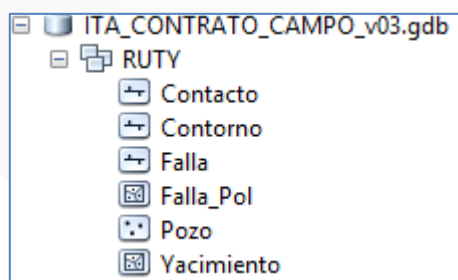 ITA_CONTRATO_CAMPO_v03.gdb
RUTY
Contacto
Contorno
Falla
Falla_Pol
Pozo
Yacimiento